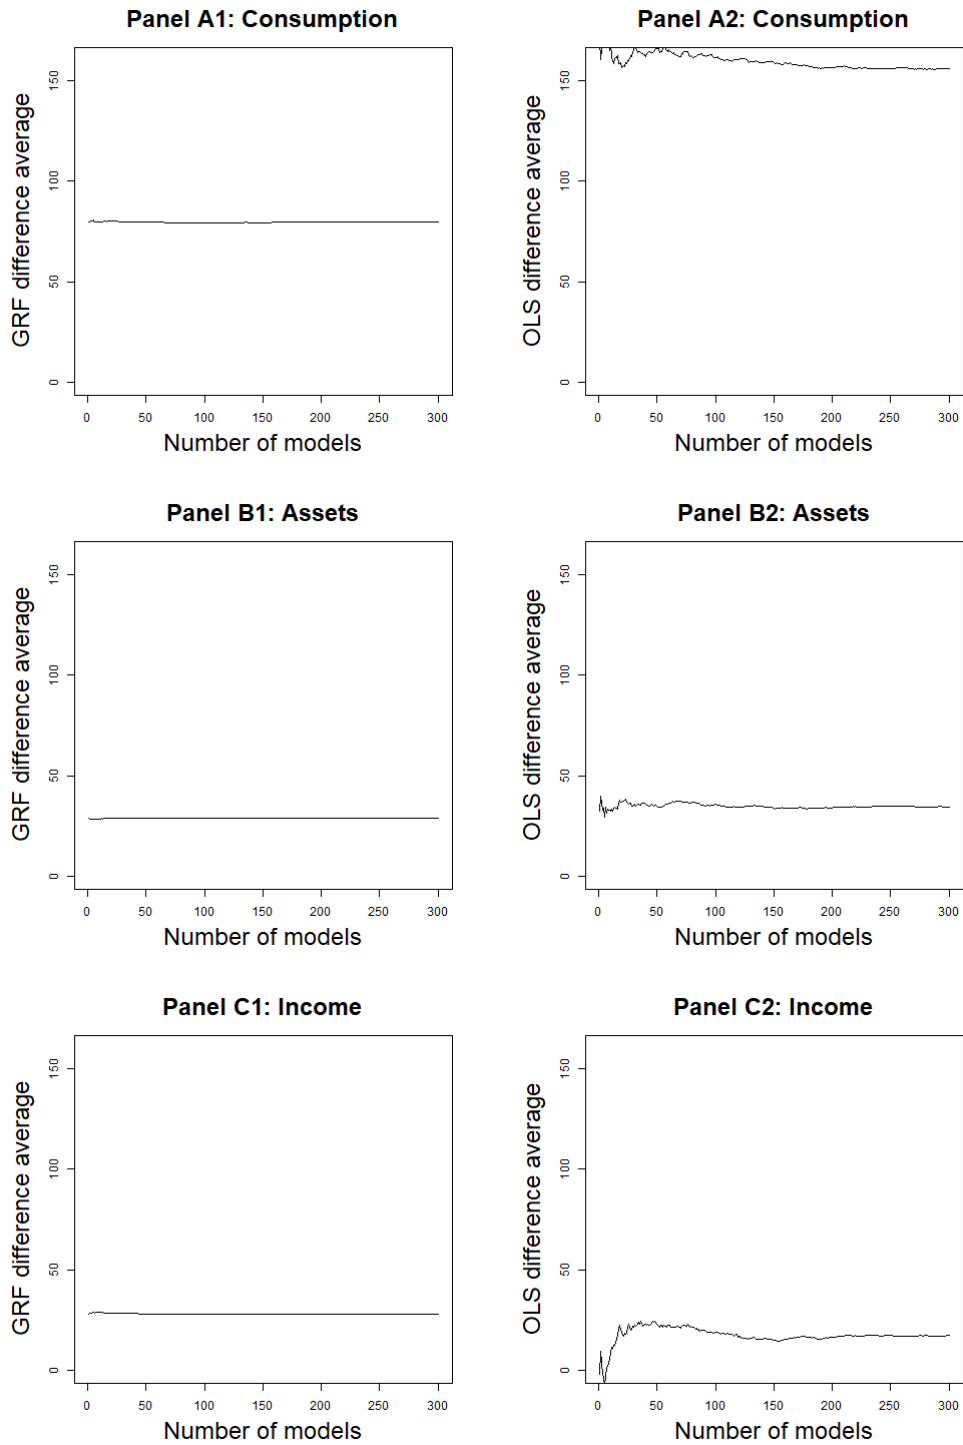 Panel A1: Consumption
GRF difference average
150
100
50
0
0 50 100 150 200 250 300
Number of models
Panel A2: Consumption
OLS difference average
150
100
50
0
0 50 100 150 200 250 300
Number of models
Panel B1: Assets
GRF difference average
150
100
50
0
0 50 100 150 200 250 300
Number of models
Panel B2: Assets
OLS difference average
150
100
50
0
0 50 100 150 200 250 300
Number of models
Panel C1: Income
GRF difference average
150
100
50
0
0 50 100 150 200 250 300
Number of models
Panel C2: Income
OLS difference average
150
100
50
0
0 50 100 150 200 250 300
Number of models